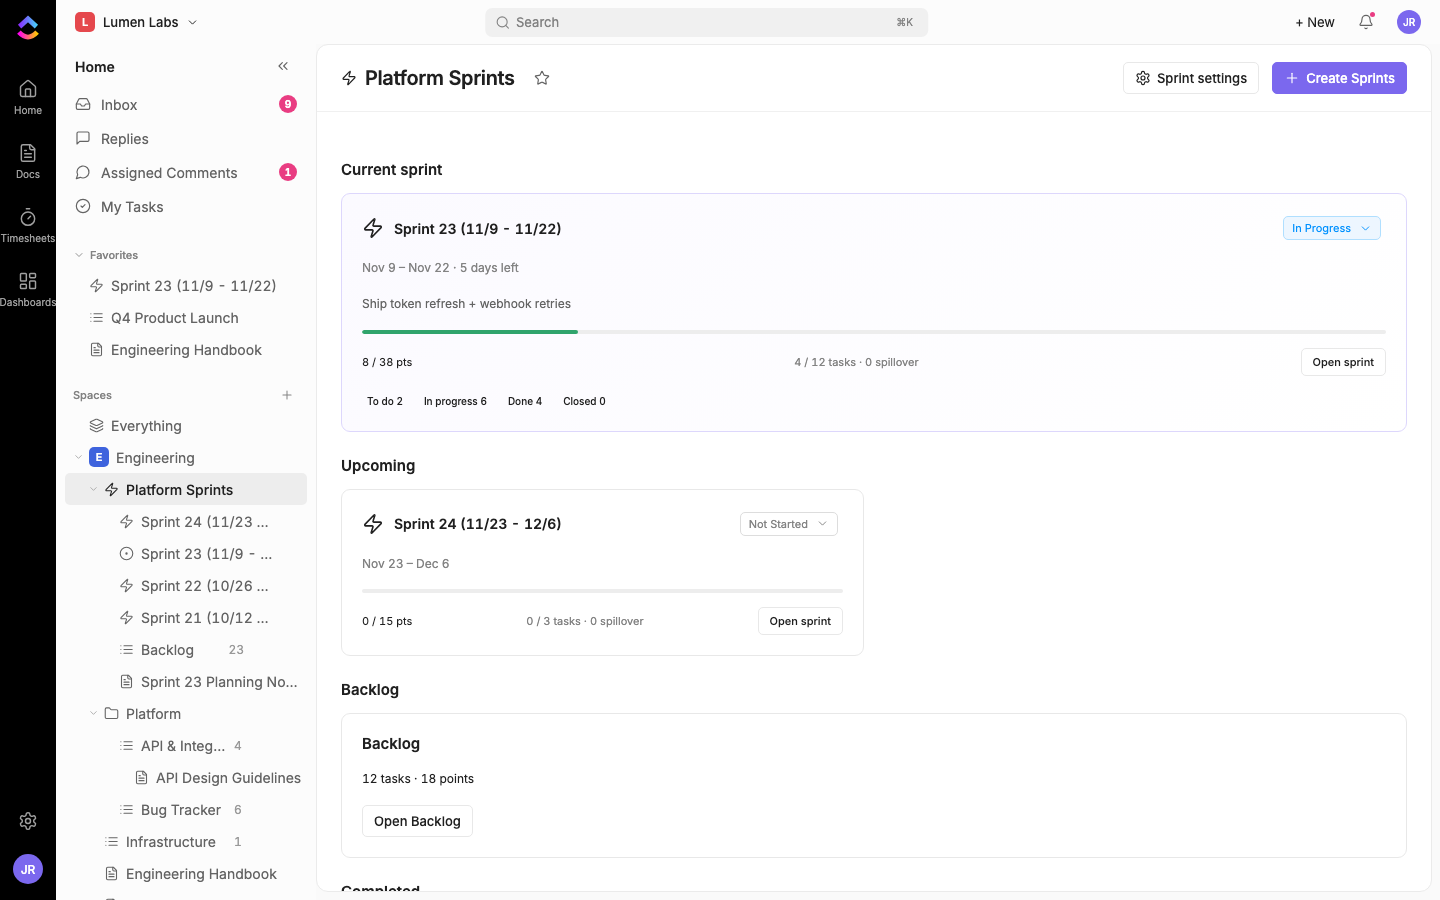 Lumen Labs
Search
⌘K
+ New
JR
Home
Docs
Timesheets
Dashboards
JR
Home
Inbox 9
Replies
Assigned Comments 1
My Tasks
Favorites
Sprint 23 (11/9 - 11/22)
Q4 Product Launch
Engineering Handbook
Spaces
Everything
E Engineering
Platform Sprints
Sprint 24 (11/23 ...
Sprint 23 (11/9 - ...
Sprint 22 (10/26 ...
Sprint 21 (10/12 ...
Backlog 23
Sprint 23 Planning No...
Platform
API & Integ... 4
API Design Guidelines
Bug Tracker 6
Infrastructure 1
Engineering Handbook
Platform Sprints
Sprint settings
Create Sprints
Current sprint
Sprint 23 (11/9 - 11/22)
In Progress
Nov 9 – Nov 22 · 5 days left
Ship token refresh + webhook retries
8 / 38 pts
4 / 12 tasks · 0 spillover
Open sprint
To do 2 In progress 6 Done 4 Closed 0
Upcoming
Sprint 24 (11/23 - 12/6)
Not Started
Nov 23 – Dec 6
0 / 15 pts
0 / 3 tasks · 0 spillover
Open sprint
Backlog
Backlog
12 tasks · 18 points
Open Backlog
Completed